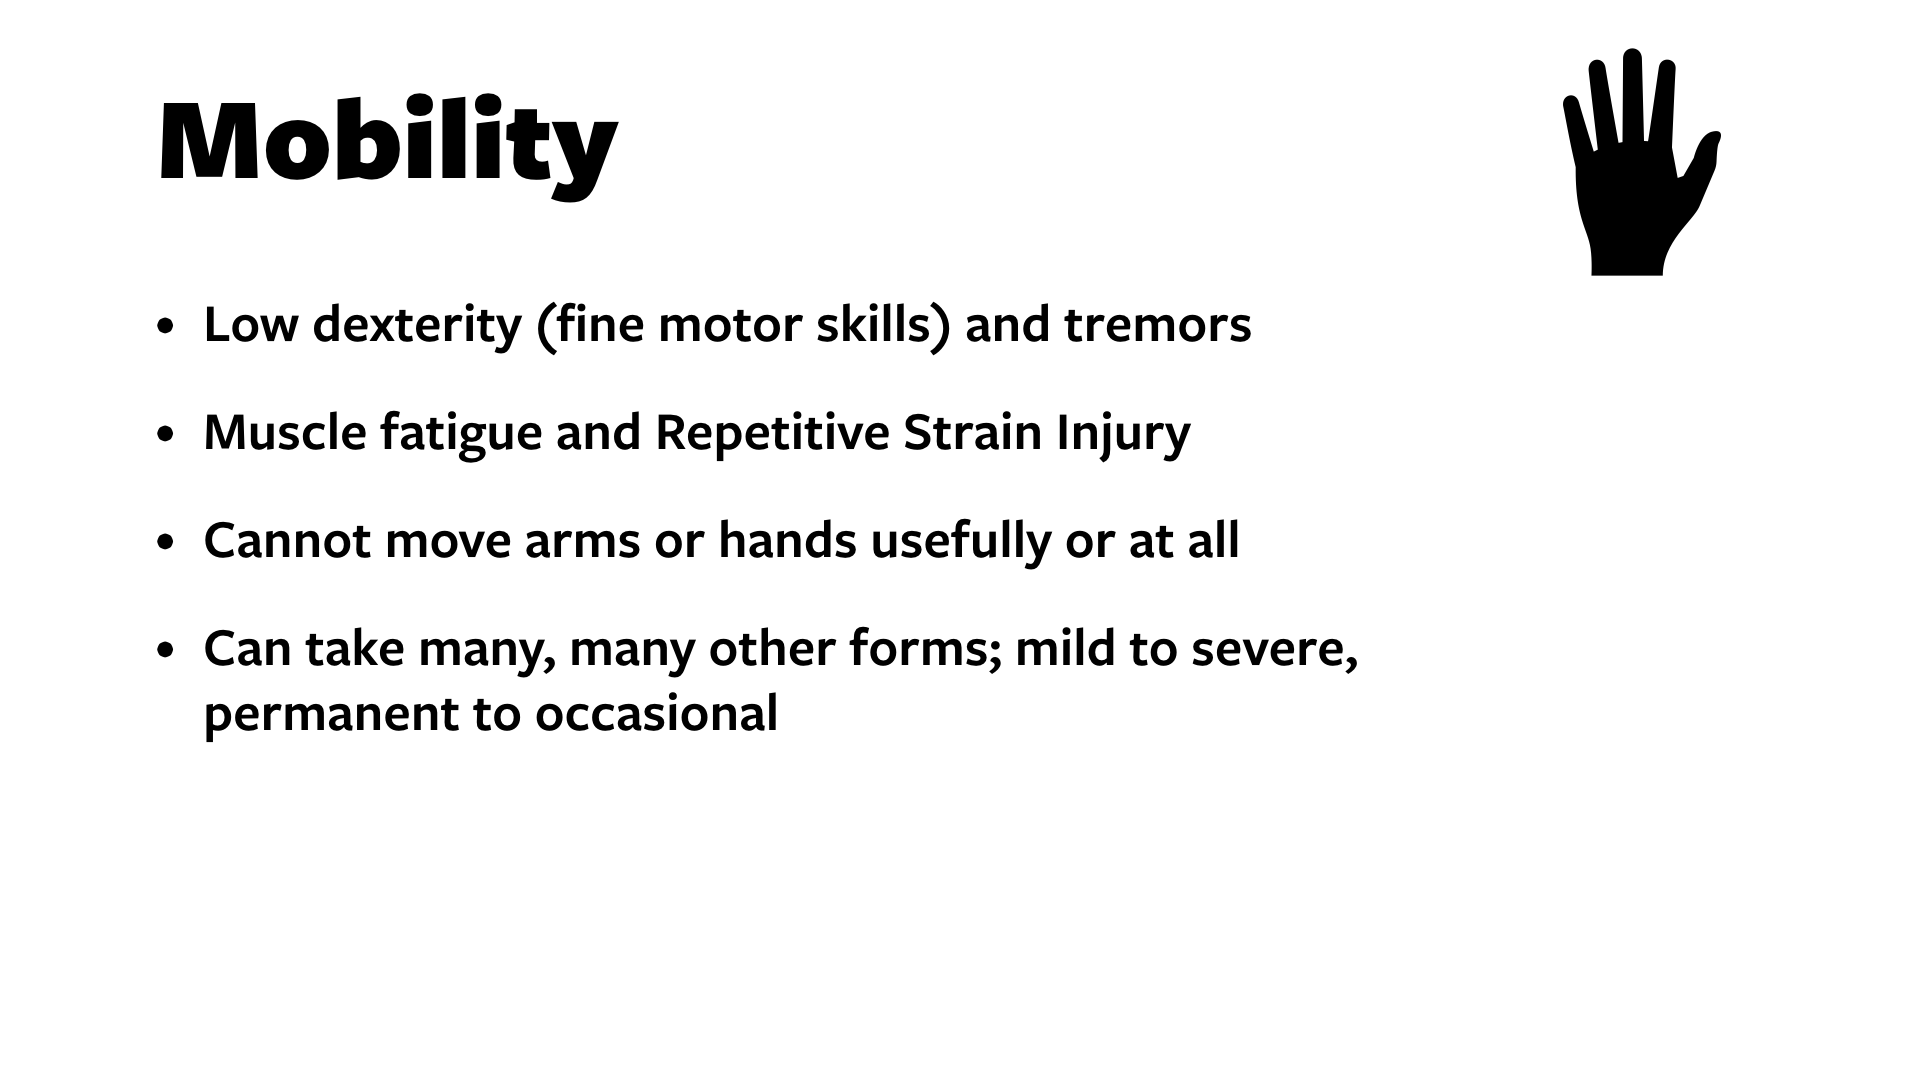 Mobility
• Low dexterity (fine motor skills) and tremors
• Muscle fatigue and Repetitive Strain Injury
• Cannot move arms or hands usefully or at all
• Can take many, many other forms; mild to severe,
permanent to occasional